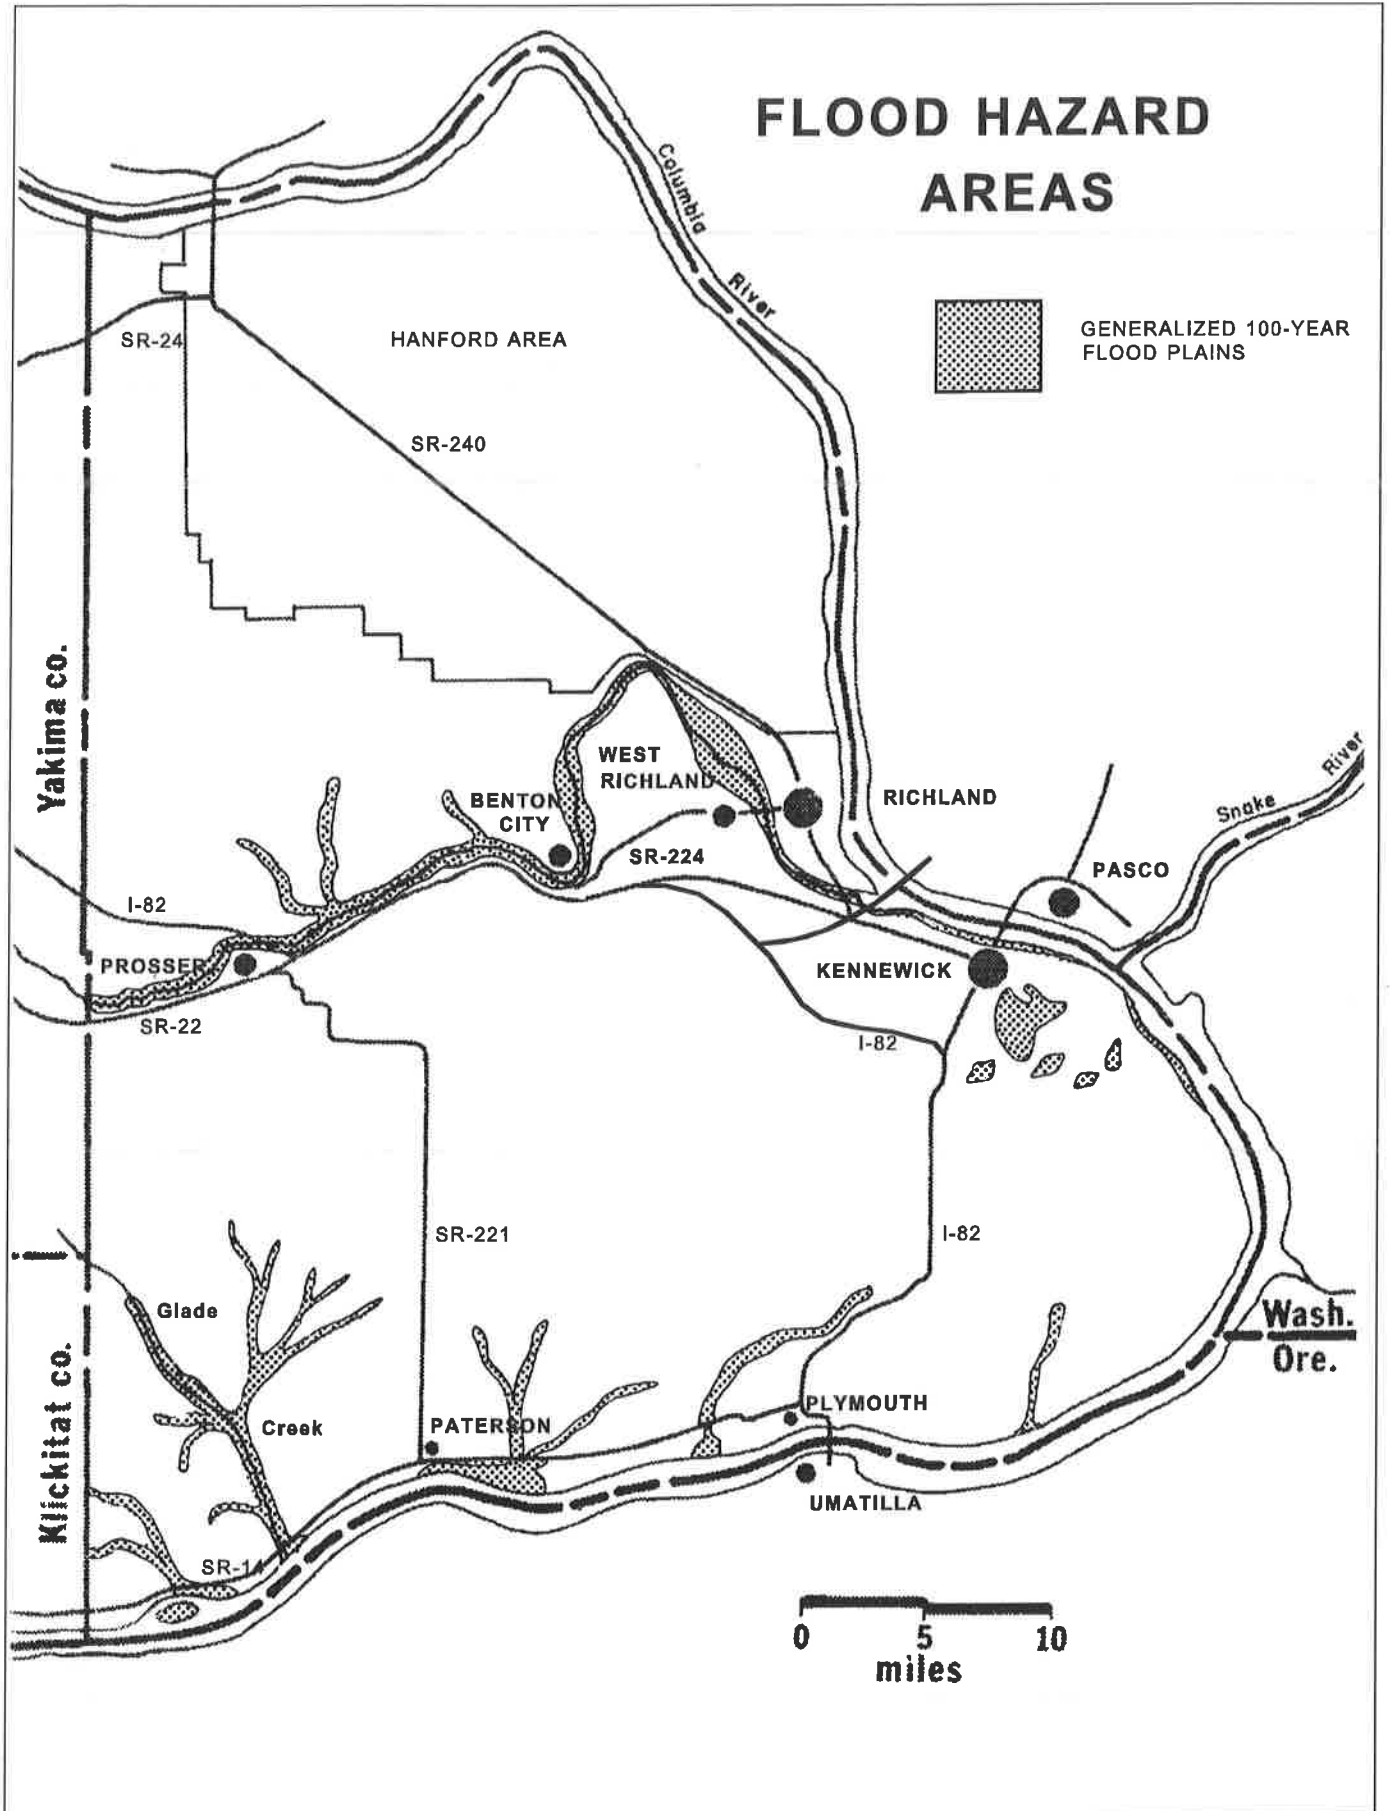 FLOOD HAZARD
AREAS
Columbia
River
GENERALIZED 100-YEAR
FLOOD PLAINS
SR-24
HANFORD AREA
SR-240
Yakima co.
WEST
RICHLAND
BENTON
CITY
RICHLAND
River
Snake
SR-224
PASCO
I-82
PROSSER
KENNEWICK
SR-22
I-82
SR-221
I-82
Glade
Wash.
Ore.
Klickitat co.
Creek
PATERSON
PLYMOUTH
UMATILLA
SR-14
0 5 10
miles